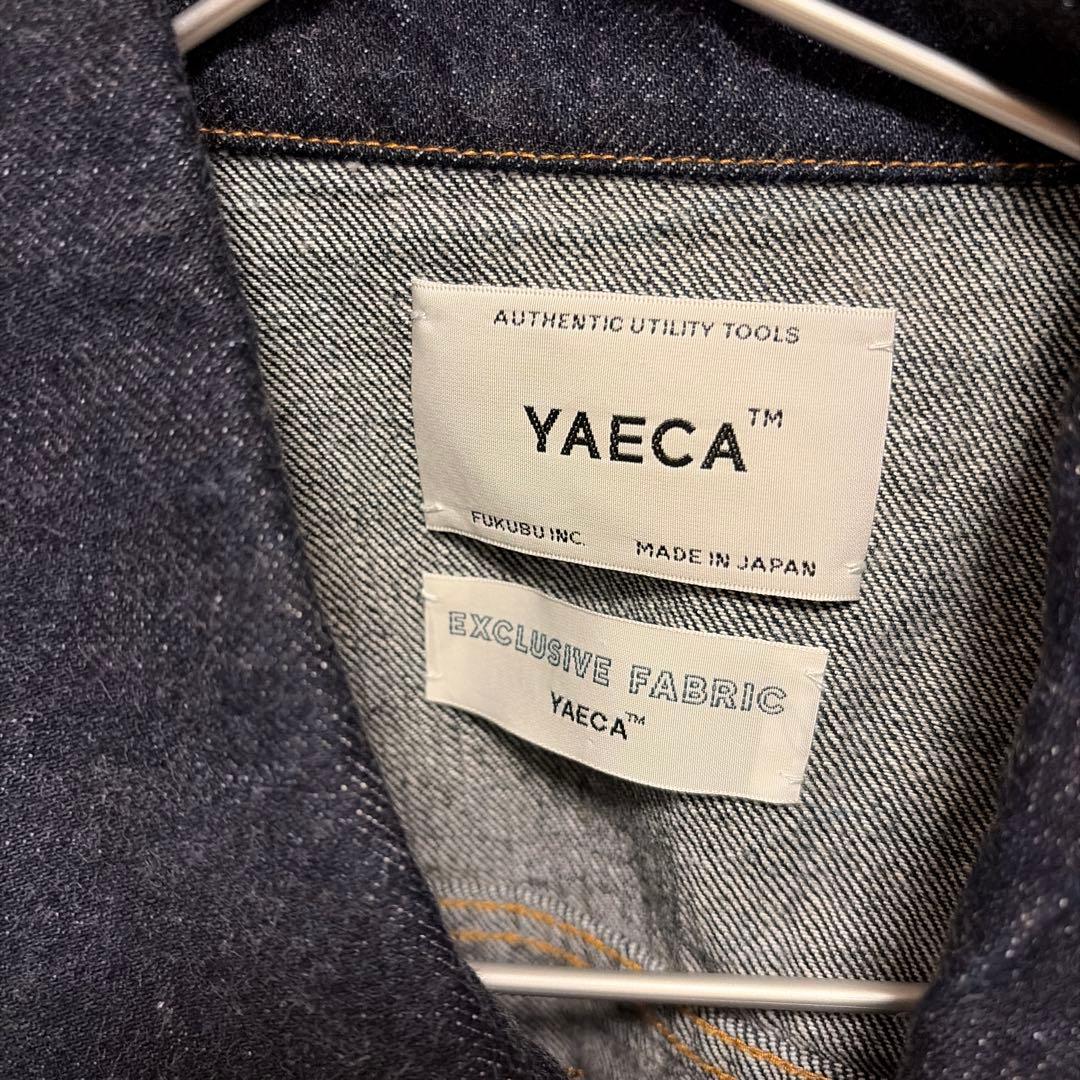 AUTHENTIC UTILITY TOOLS
YAECA™
FUKUBU INC. MADE IN JAPAN
EXCLUSIVE FABRIC
YAECA™